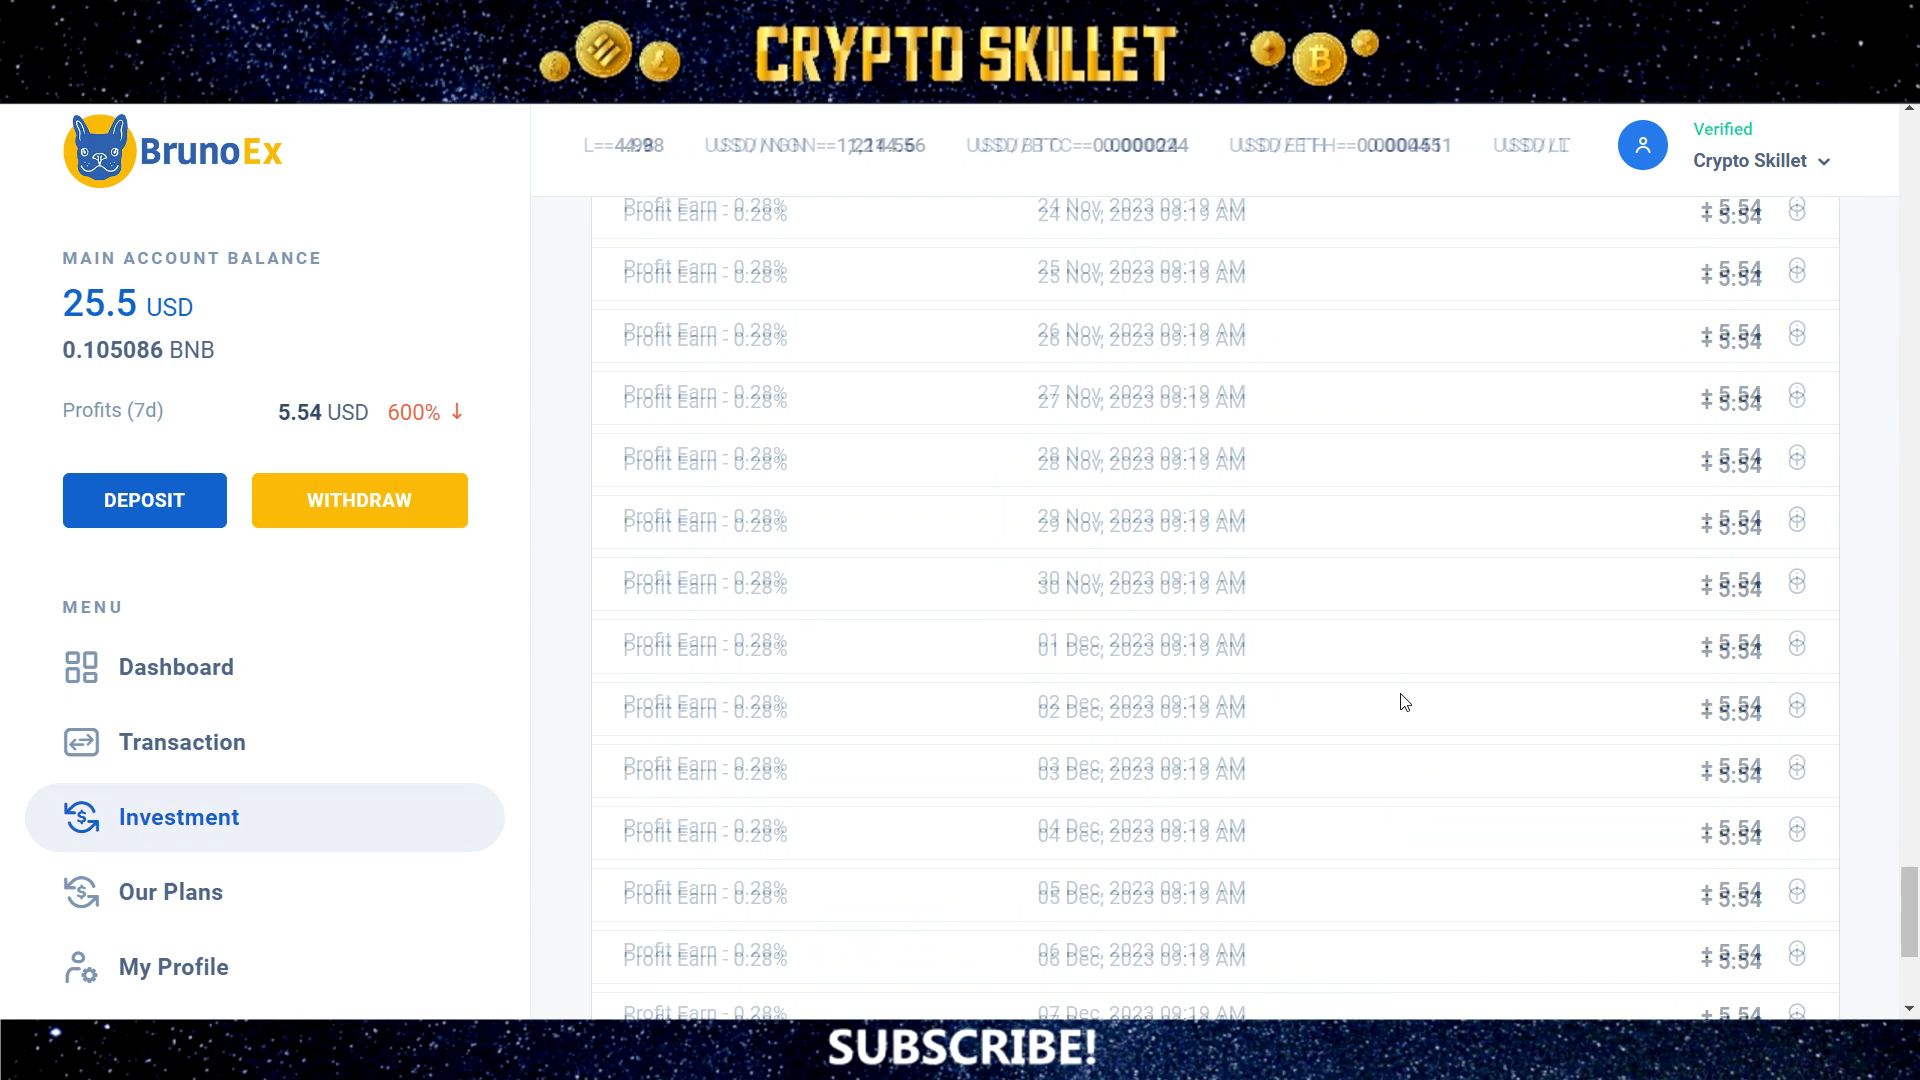 CRYPTO SKILLET
BrunoEx
Verified
Crypto Skillet
MAIN ACCOUNT BALANCE
25.5 USD
0.105086 BNB
Profits (7d) 5.54 USD 600% ↓
DEPOSIT WITHDRAW
MENU
Dashboard
Transaction
Investment
Our Plans
My Profile
Profit Earn - 0.28% 24 Nov, 2023 09:19 AM + 5.54
Profit Earn - 0.28% 25 Nov, 2023 09:19 AM + 5.54
Profit Earn - 0.28% 26 Nov, 2023 09:19 AM + 5.54
Profit Earn - 0.28% 27 Nov, 2023 09:19 AM + 5.54
Profit Earn - 0.28% 28 Nov, 2023 09:19 AM + 5.54
Profit Earn - 0.28% 29 Nov, 2023 09:19 AM + 5.54
Profit Earn - 0.28% 30 Nov, 2023 09:19 AM + 5.54
Profit Earn - 0.28% 01 Dec, 2023 09:19 AM + 5.54
Profit Earn - 0.28% 02 Dec, 2023 09:19 AM + 5.54
Profit Earn - 0.28% 03 Dec, 2023 09:19 AM + 5.54
Profit Earn - 0.28% 04 Dec, 2023 09:19 AM + 5.54
Profit Earn - 0.28% 05 Dec, 2023 09:19 AM + 5.54
Profit Earn - 0.28% 06 Dec, 2023 09:19 AM + 5.54
Profit Earn - 0.28% 07 Dec, 2023 09:19 AM + 5.54
SUBSCRIBE!